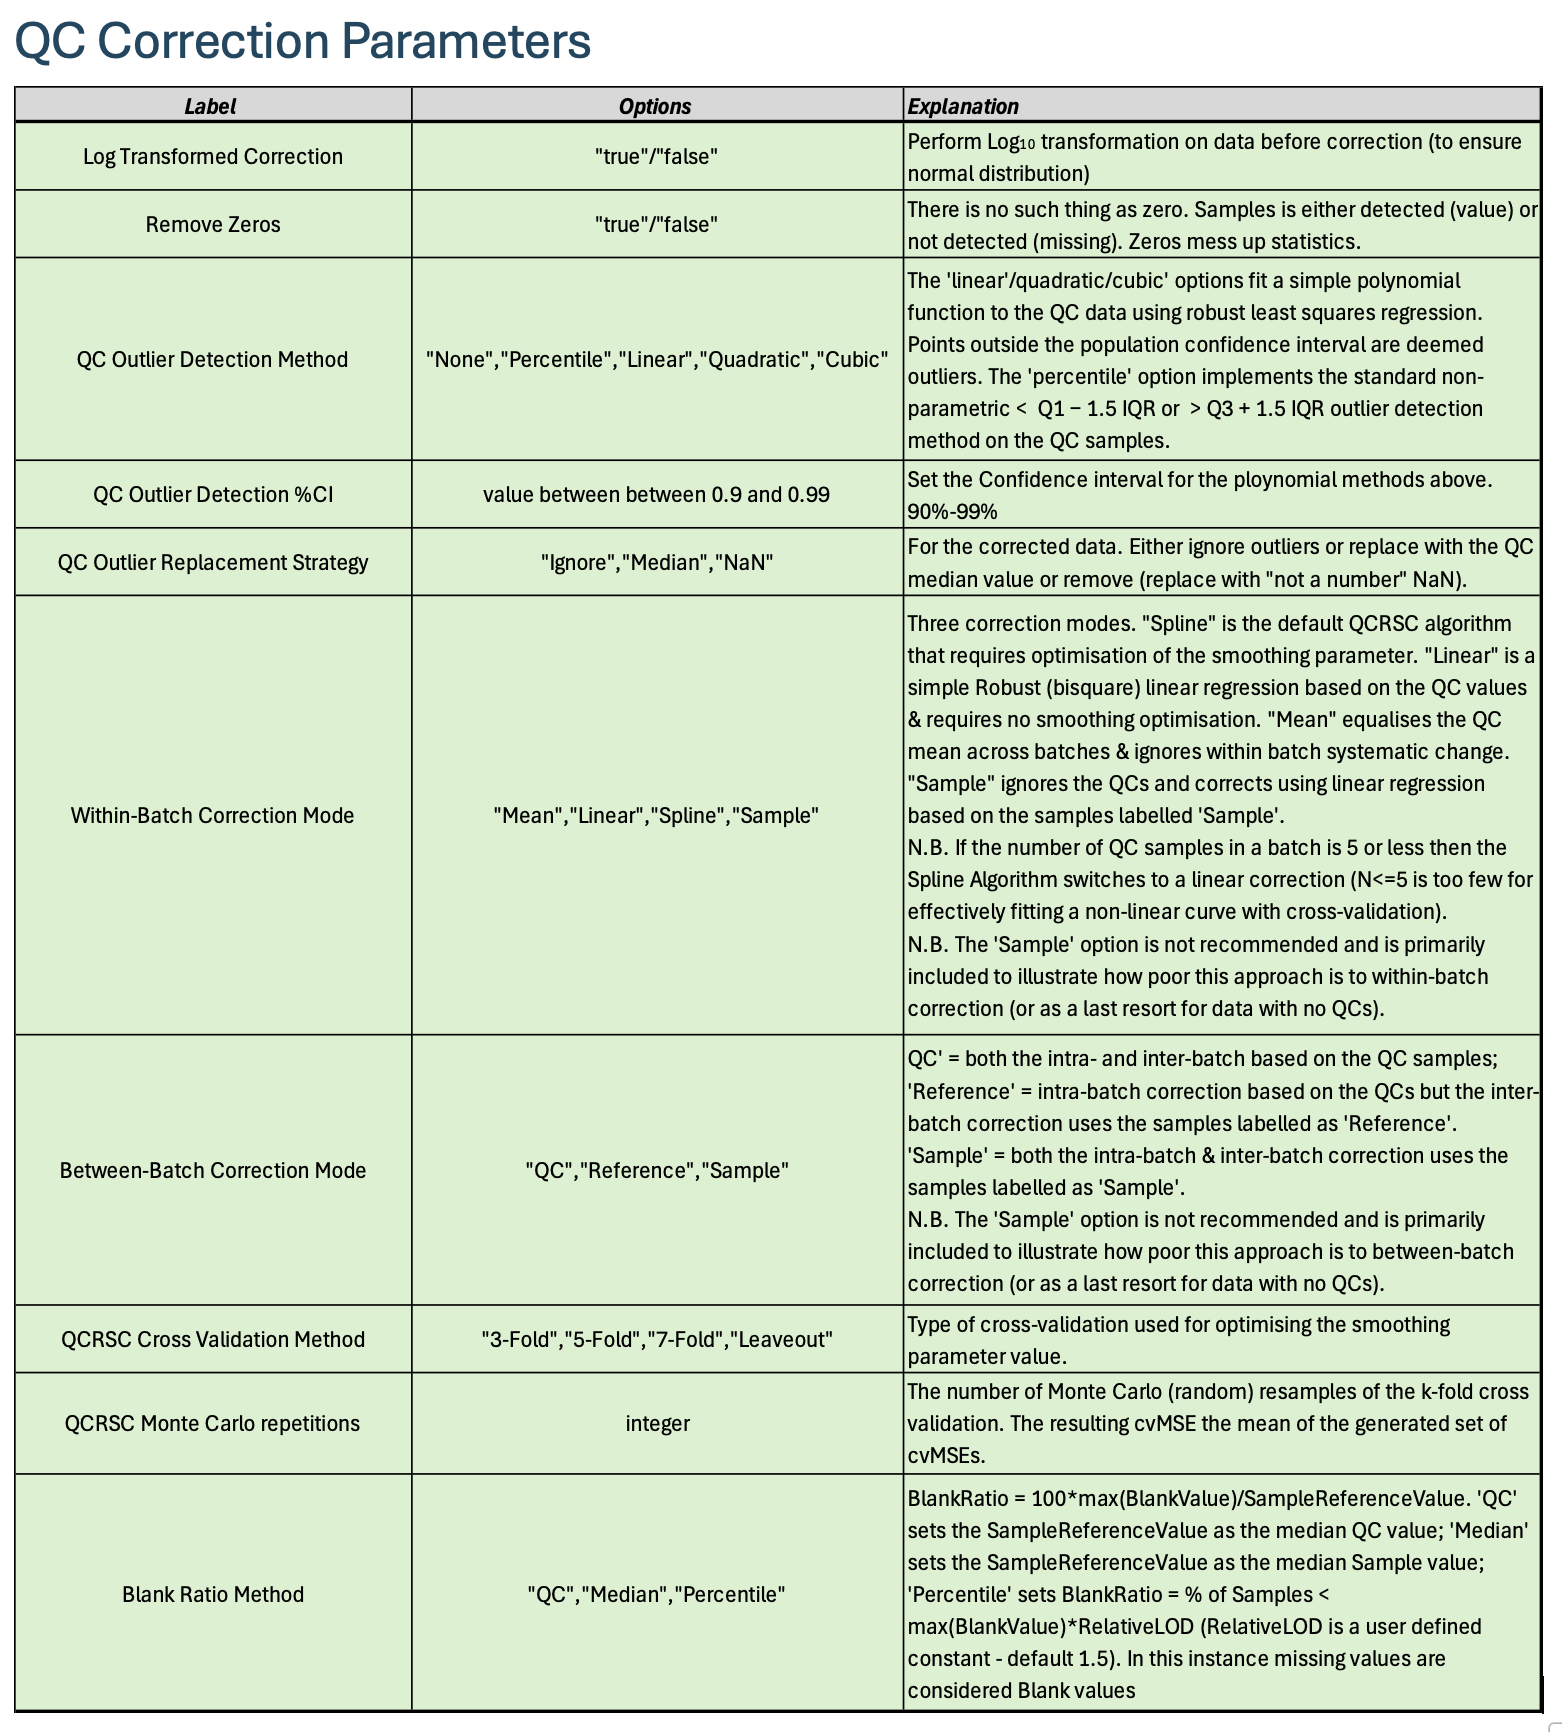 QC Correction Parameters
Label Options Explanation
Log Transformed Correction "true"/"false" Perform Log₁₀ transformation on data before correction (to ensure
normal distribution)
Remove Zeros "true"/"false" There is no such thing as zero. Samples is either detected (value) or
not detected (missing). Zeros mess up statistics.
QC Outlier Detection Method "None","Percentile","Linear","Quadratic","Cubic" The 'linear'/quadratic/cubic' options fit a simple polynomial
function to the QC data using robust least squares regression.
Points outside the population confidence interval are deemed
outliers. The 'percentile' option implements the standard non-
parametric < Q1 − 1.5 IQR or > Q3 + 1.5 IQR outlier detection
method on the QC samples.
QC Outlier Detection %CI value between between 0.9 and 0.99 Set the Confidence interval for the ploynomial methods above.
90%-99%
QC Outlier Replacement Strategy "Ignore","Median","NaN" For the corrected data. Either ignore outliers or replace with the QC
median value or remove (replace with "not a number" NaN).
Within-Batch Correction Mode "Mean","Linear","Spline","Sample" Three correction modes. "Spline" is the default QCRSC algorithm
that requires optimisation of the smoothing parameter. "Linear" is a
simple Robust (bisquare) linear regression based on the QC values
& requires no smoothing optimisation. "Mean" equalises the QC
mean across batches & ignores within batch systematic change.
"Sample" ignores the QCs and corrects using linear regression
based on the samples labelled 'Sample'.
N.B. If the number of QC samples in a batch is 5 or less then the
Spline Algorithm switches to a linear correction (N<=5 is too few for
effectively fitting a non-linear curve with cross-validation).
N.B. The 'Sample' option is not recommended and is primarily
included to illustrate how poor this approach is to within-batch
correction (or as a last resort for data with no QCs).
Between-Batch Correction Mode "QC","Reference","Sample" QC' = both the intra- and inter-batch based on the QC samples;
'Reference' = intra-batch correction based on the QCs but the inter-
batch correction uses the samples labelled as 'Reference'.
'Sample' = both the intra-batch & inter-batch correction uses the
samples labelled as 'Sample'.
N.B. The 'Sample' option is not recommended and is primarily
included to illustrate how poor this approach is to between-batch
correction (or as a last resort for data with no QCs).
QCRSC Cross Validation Method "3-Fold","5-Fold","7-Fold","Leaveout" Type of cross-validation used for optimising the smoothing
parameter value.
QCRSC Monte Carlo repetitions integer The number of Monte Carlo (random) resamples of the k-fold cross
validation. The resulting cvMSE the mean of the generated set of
cvMSEs.
Blank Ratio Method "QC","Median","Percentile" BlankRatio = 100*max(BlankValue)/SampleReferenceValue. 'QC'
sets the SampleReferenceValue as the median QC value; 'Median'
sets the SampleReferenceValue as the median Sample value;
'Percentile' sets BlankRatio = % of Samples <
max(BlankValue)*RelativeLOD (RelativeLOD is a user defined
constant - default 1.5). In this instance missing values are
considered Blank values